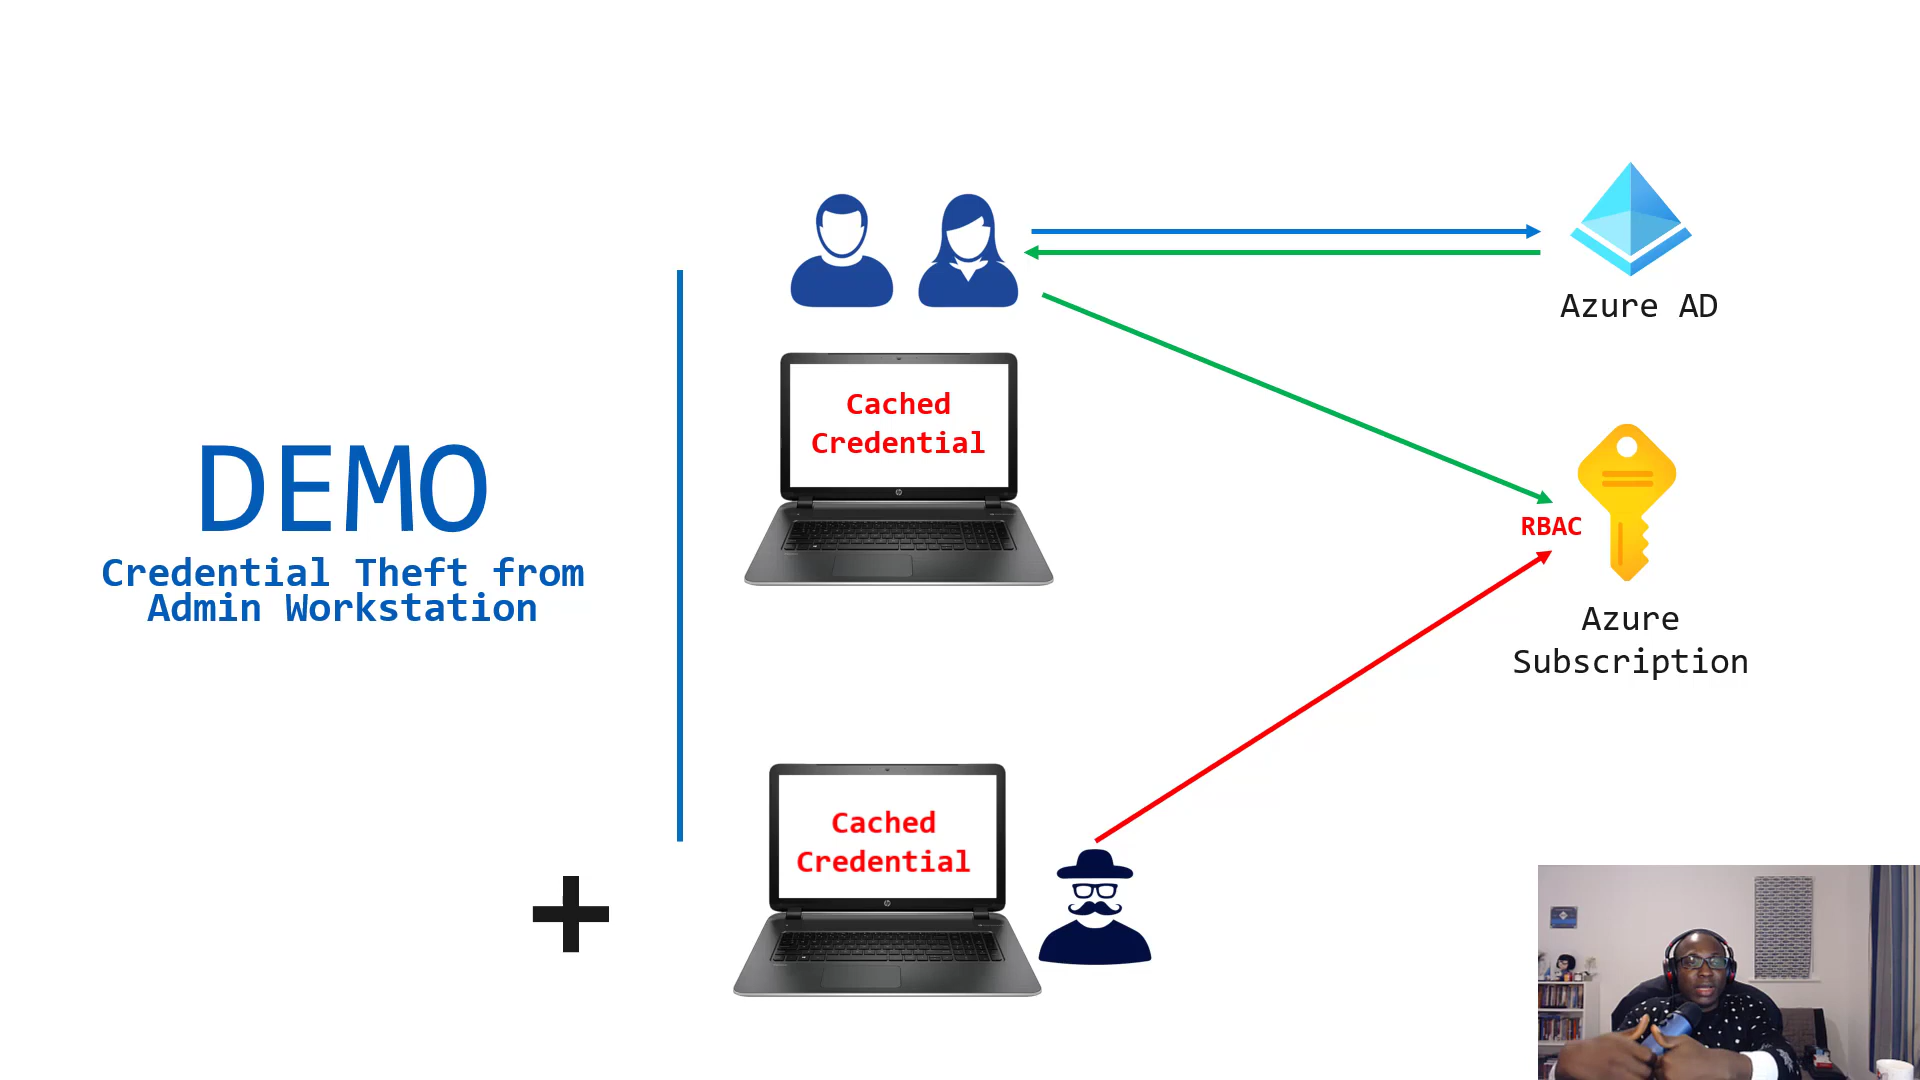 DEMO
Credential Theft from
Admin Workstation
Cached
Credential
Azure AD
RBAC
Azure
Subscription
Cached
Credential